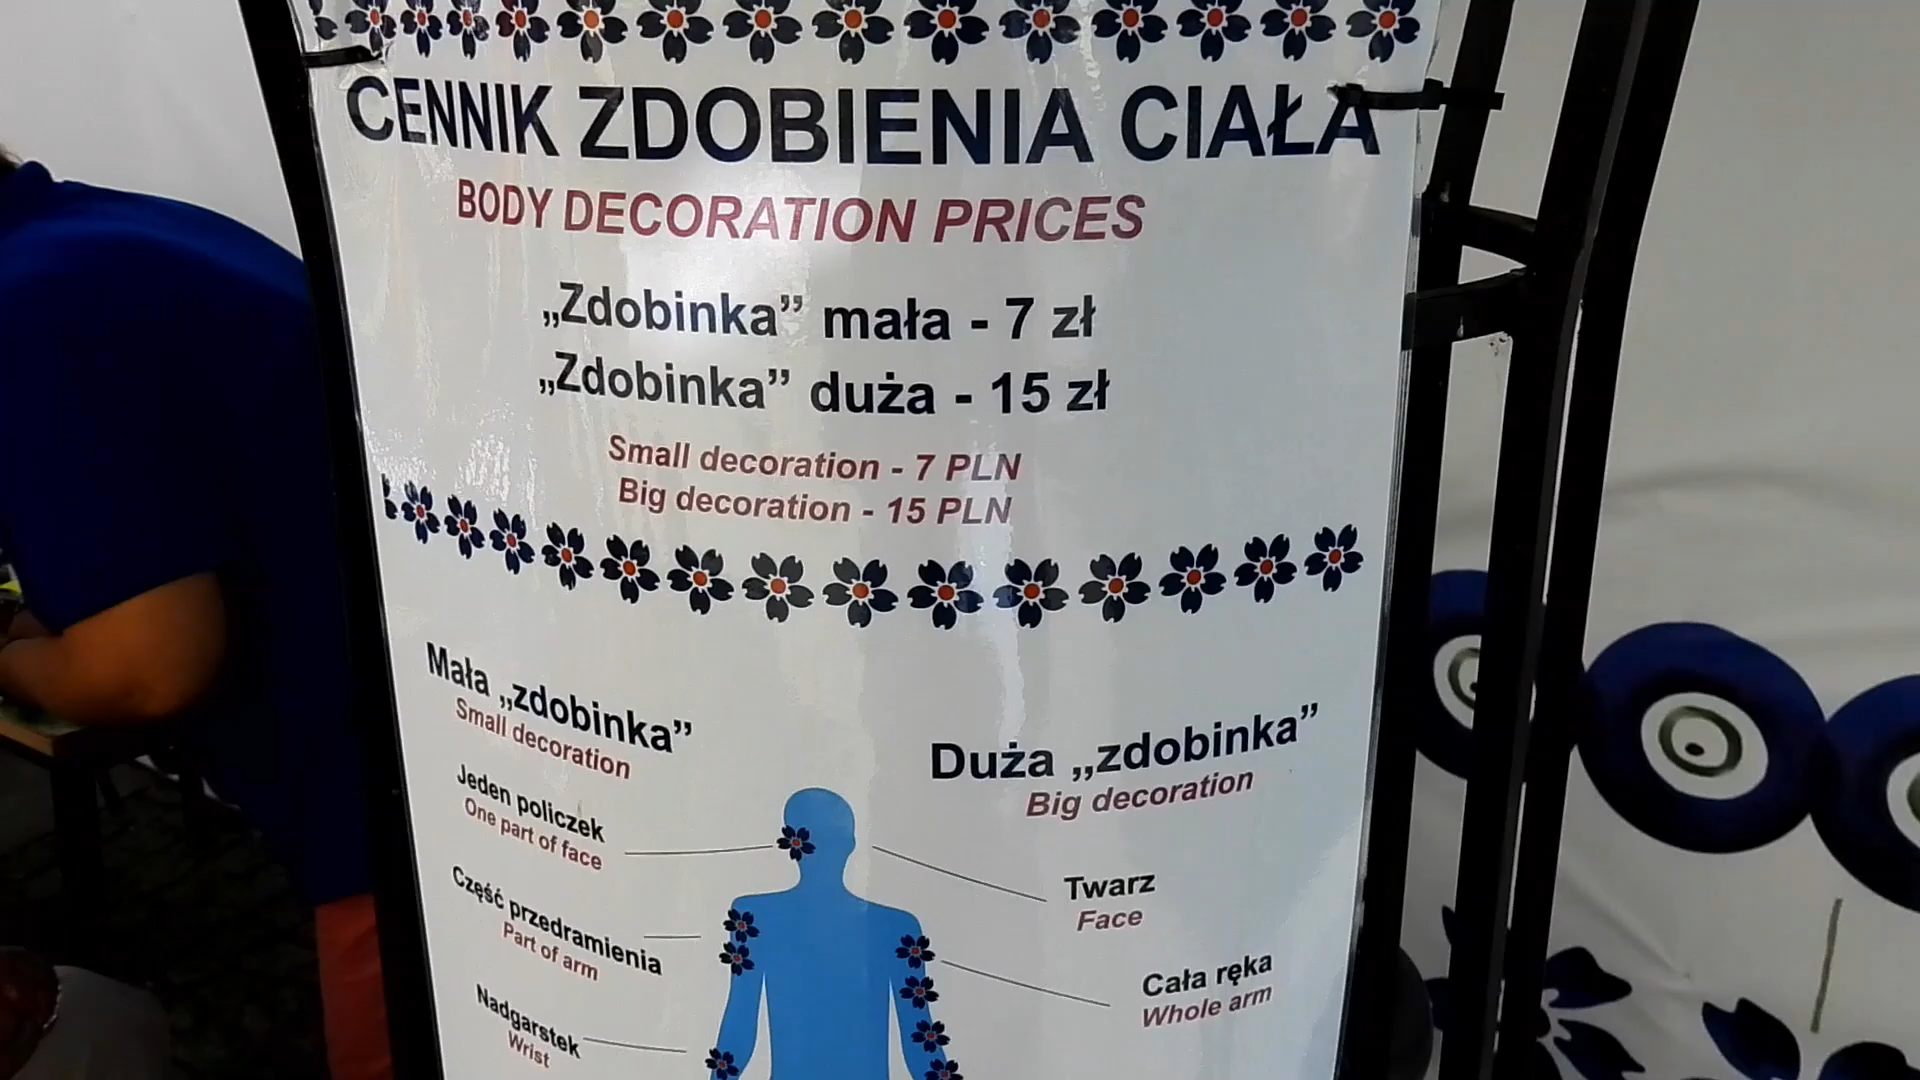 CENNIK ZDOBIENIA CIAŁA
BODY DECORATION PRICES
„Zdobinka” mała - 7 zł
„Zdobinka” duża - 15 zł
Small decoration - 7 PLN
Big decoration - 15 PLN
Mała „zdobinka”
Small decoration
Jeden policzek
One part of face
Część przedramienia
Part of arm
Nadgarstek
Wrist
Duża „zdobinka”
Big decoration
Twarz
Face
Cała ręka
Whole arm